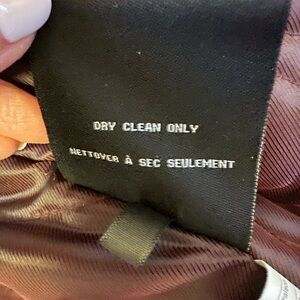 DRY CLEAN ONLY
NETTOYER À SEC SEULEMENT